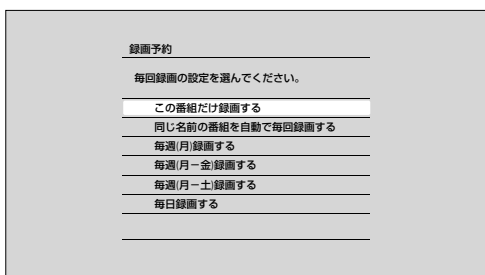 録画予約
毎回録画の設定を選んでください。
この番組だけ録画する
同じ名前の番組を自動で毎回録画する
毎週(月)録画する
毎週(月－金)録画する
毎週(月－土)録画する
毎日録画する